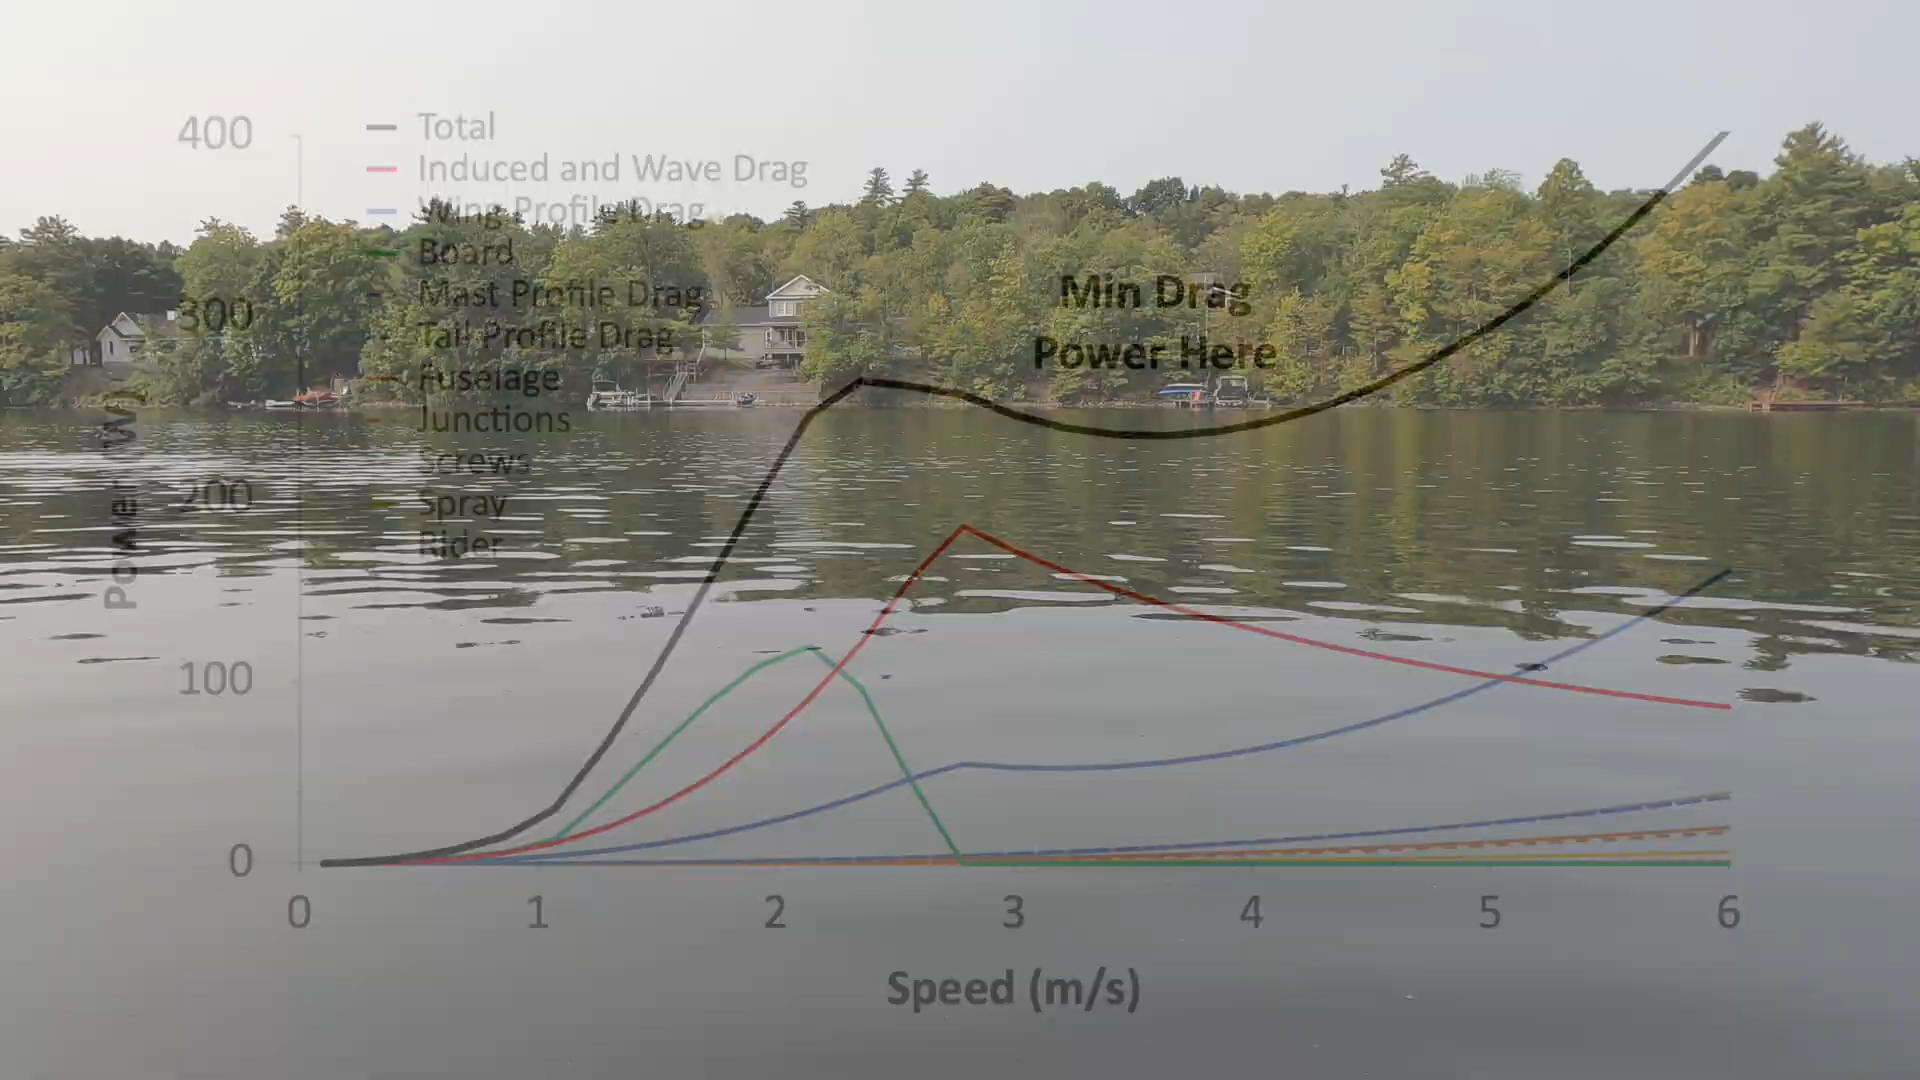 400
300
200
100
0
Power (W)
Total
Induced and Wave Drag
Wing Profile Drag
Board
Mast Profile Drag
Tail Profile Drag
Fuselage
Junctions
Screws
Spray
Rider
Min Drag
Power Here
0 1 2 3 4 5 6
Speed (m/s)